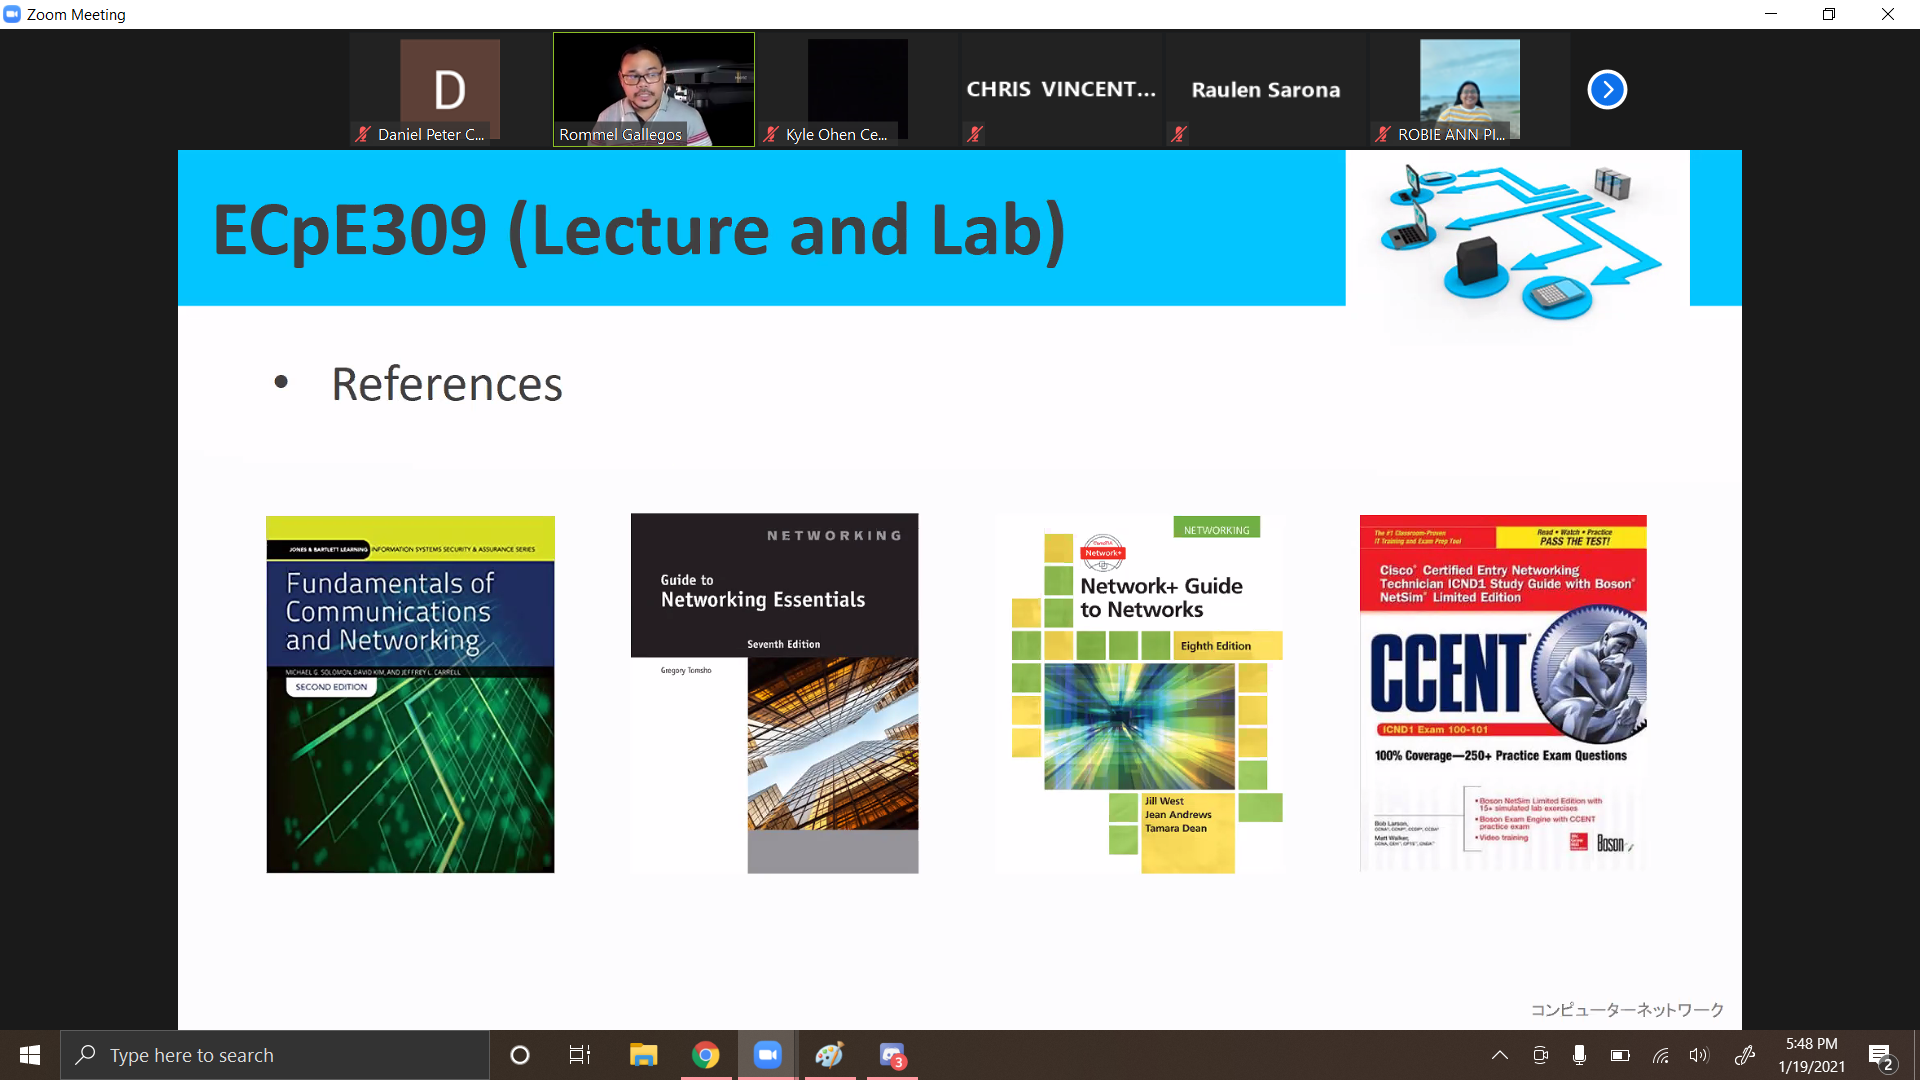 Zoom Meeting
D
CHRIS VINCENT...
Raulen Sarona
Daniel Peter C...
Rommel Gallegos
Kyle Ohen Ce...
ROBIE ANN PI...
ECpE309 (Lecture and Lab)
• References
JONES & BARTLETT LEARNING INFORMATION SYSTEMS SECURITY & ASSURANCE SERIES
Fundamentals of
Communications
and Networking
MICHAEL G. SOLOMON, DAVID KIM, AND JEFFREY L. CARRELL
SECOND EDITION
NETWORKING
Guide to
Networking Essentials
Seventh Edition
Gregory Tomsho
NETWORKING
CompTIA
Network+
Network+ Guide
to Networks
Eighth Edition
Jill West
Jean Andrews
Tamara Dean
The #1 Classroom-Proven
IT Training and Exam Prep Tool
Read • Watch • Practice
PASS THE TEST!
Cisco® Certified Entry Networking
Technician ICND1 Study Guide with Boson®
NetSim® Limited Edition
CCENT®
ICND1 Exam 100-101
100% Coverage—250+ Practice Exam Questions
• Boson NetSim Limited Edition with
15+ simulated lab exercises
• Boson Exam Engine with CCENT
practice exam
• Video training
Bob Larson,
Matt Walker,
Boson
コンピューターネットワーク
Type here to search
3
5:48 PM
1/19/2021
2